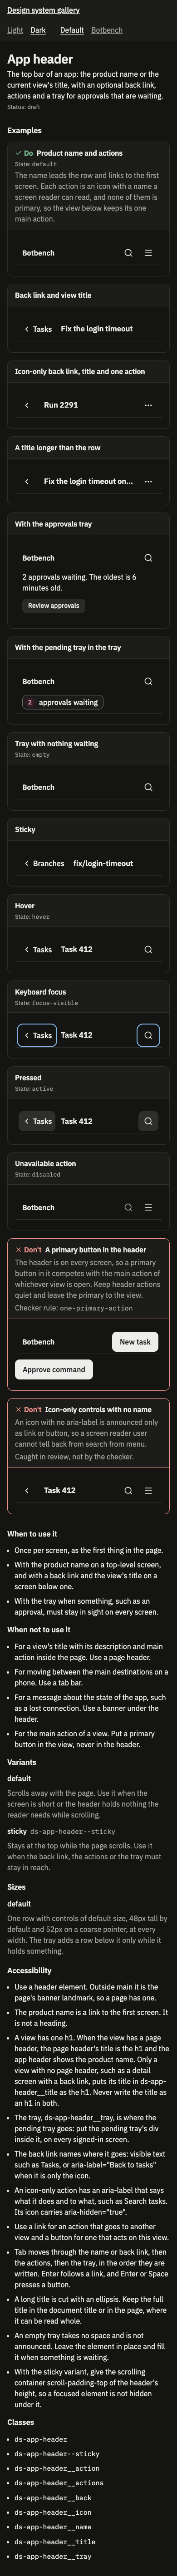 Design system gallery
Light Dark Default Botbench
App header
The top bar of an app: the product name or the
current view's title, with an optional back link,
actions and a tray for approvals that are waiting.
Status: draft
Examples
Do Product name and actions
State: default
The name leads the row and links to the first
screen. Each action is an icon with a name a
screen reader can read, and none of them is
primary, so the view below keeps its one
main action.
Botbench
Back link and view title
Tasks Fix the login timeout
Icon-only back link, title and one action
Run 2291
A title longer than the row
Fix the login timeout on...
With the approvals tray
Botbench
2 approvals waiting. The oldest is 6
minutes old.
Review approvals
With the pending tray in the tray
Botbench
2 approvals waiting
Tray with nothing waiting
State: empty
Botbench
Sticky
Branches fix/login-timeout
Hover
State: hover
Tasks Task 412
Keyboard focus
State: focus-visible
Tasks Task 412
Pressed
State: active
Tasks Task 412
Unavailable action
State: disabled
Botbench
Don't A primary button in the header
The header is on every screen, so a primary
button in it competes with the main action of
whichever view is open. Keep header actions
quiet and leave the primary to the view.
Checker rule: one-primary-action
Botbench New task
Approve command
Don't Icon-only controls with no name
An icon with no aria-label is announced only
as link or button, so a screen reader user
cannot tell back from search from menu.
Caught in review, not by the checker.
Task 412
When to use it
Once per screen, as the first thing in the page.
With the product name on a top-level screen,
and with a back link and the view's title on a
screen below one.
With the tray when something, such as an
approval, must stay in sight on every screen.
When not to use it
For a view's title with its description and main
action inside the page. Use a page header.
For moving between the main destinations on a
phone. Use a tab bar.
For a message about the state of the app, such
as a lost connection. Use a banner under the
header.
For the main action of a view. Put a primary
button in the view, never in the header.
Variants
default
Scrolls away with the page. Use it when the
screen is short or the header holds nothing the
reader needs while scrolling.
sticky ds-app-header--sticky
Stays at the top while the page scrolls. Use it
when the back link, the actions or the tray must
stay in reach.
Sizes
default
One row with controls of default size, 48px tall by
default and 52px on a coarse pointer, at every
width. The tray adds a row below it only while it
holds something.
Accessibility
Use a header element. Outside main it is the
page's banner landmark, so a page has one.
The product name is a link to the first screen. It
is not a heading.
A view has one h1. When the view has a page
header, the page header's title is the h1 and the
app header shows the product name. Only a
view with no page header, such as a detail
screen with a back link, puts its title in ds-app-
header__title as the h1. Never write the title as
an h1 in both.
The tray, ds-app-header__tray, is where the
pending tray goes: put the pending tray's div
inside it, on every signed-in screen.
The back link names where it goes: visible text
such as Tasks, or aria-label="Back to tasks"
when it is only the icon.
An icon-only action has an aria-label that says
what it does and to what, such as Search tasks.
Its icon carries aria-hidden="true".
Use a link for an action that goes to another
view and a button for one that acts on this view.
Tab moves through the name or back link, then
the actions, then the tray, in the order they are
written. Enter follows a link, and Enter or Space
presses a button.
A long title is cut with an ellipsis. Keep the full
title in the document title or in the page, where
it can be read whole.
An empty tray takes no space and is not
announced. Leave the element in place and fill
it when something is waiting.
With the sticky variant, give the scrolling
container scroll-padding-top of the header's
height, so a focused element is not hidden
under it.
Classes
ds-app-header
ds-app-header--sticky
ds-app-header__action
ds-app-header__actions
ds-app-header__back
ds-app-header__icon
ds-app-header__name
ds-app-header__title
ds-app-header__tray